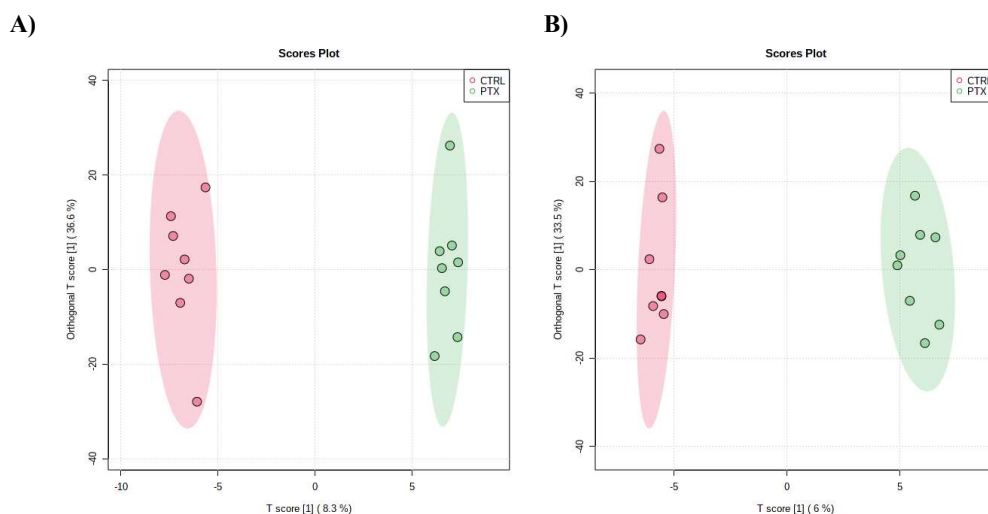 A)
Scores Plot
CTRL
PTX
Orthogonal T score [1] ( 36.6 %)
40
20
0
-20
-40
-10
-5
0
5
T score [1] ( 8.3 %)
B)
Scores Plot
CTRL
PTX
Orthogonal T score [1] ( 33.5 %)
40
20
0
-20
-40
-5
0
5
T score [1] ( 6 %)